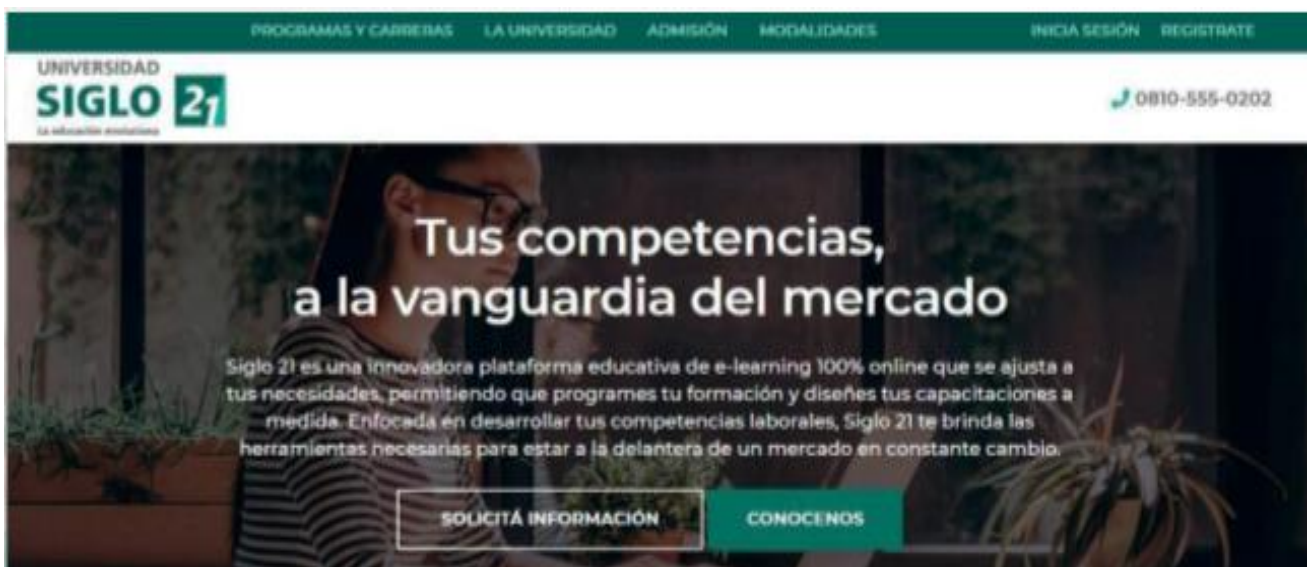 PROGRAMAS Y CARRERAS LA UNIVERSIDAD ADMISIÓN MODALIDADES INICIA SESIÓN REGISTRATE
UNIVERSIDAD
SIGLO 21
La educación evoluciona
0810-555-0202
Tus competencias,
a la vanguardia del mercado
Siglo 21 es una innovadora plataforma educativa de e-learning 100% online que se ajusta a
tus necesidades, permitiendo que programes tu formación y diseñes tus capacitaciones a
medida. Enfocada en desarrollar tus competencias laborales, Siglo 21 te brinda las
herramientas necesarias para estar a la delantera de un mercado en constante cambio.
SOLICITÁ INFORMACIÓN CONOCENOS